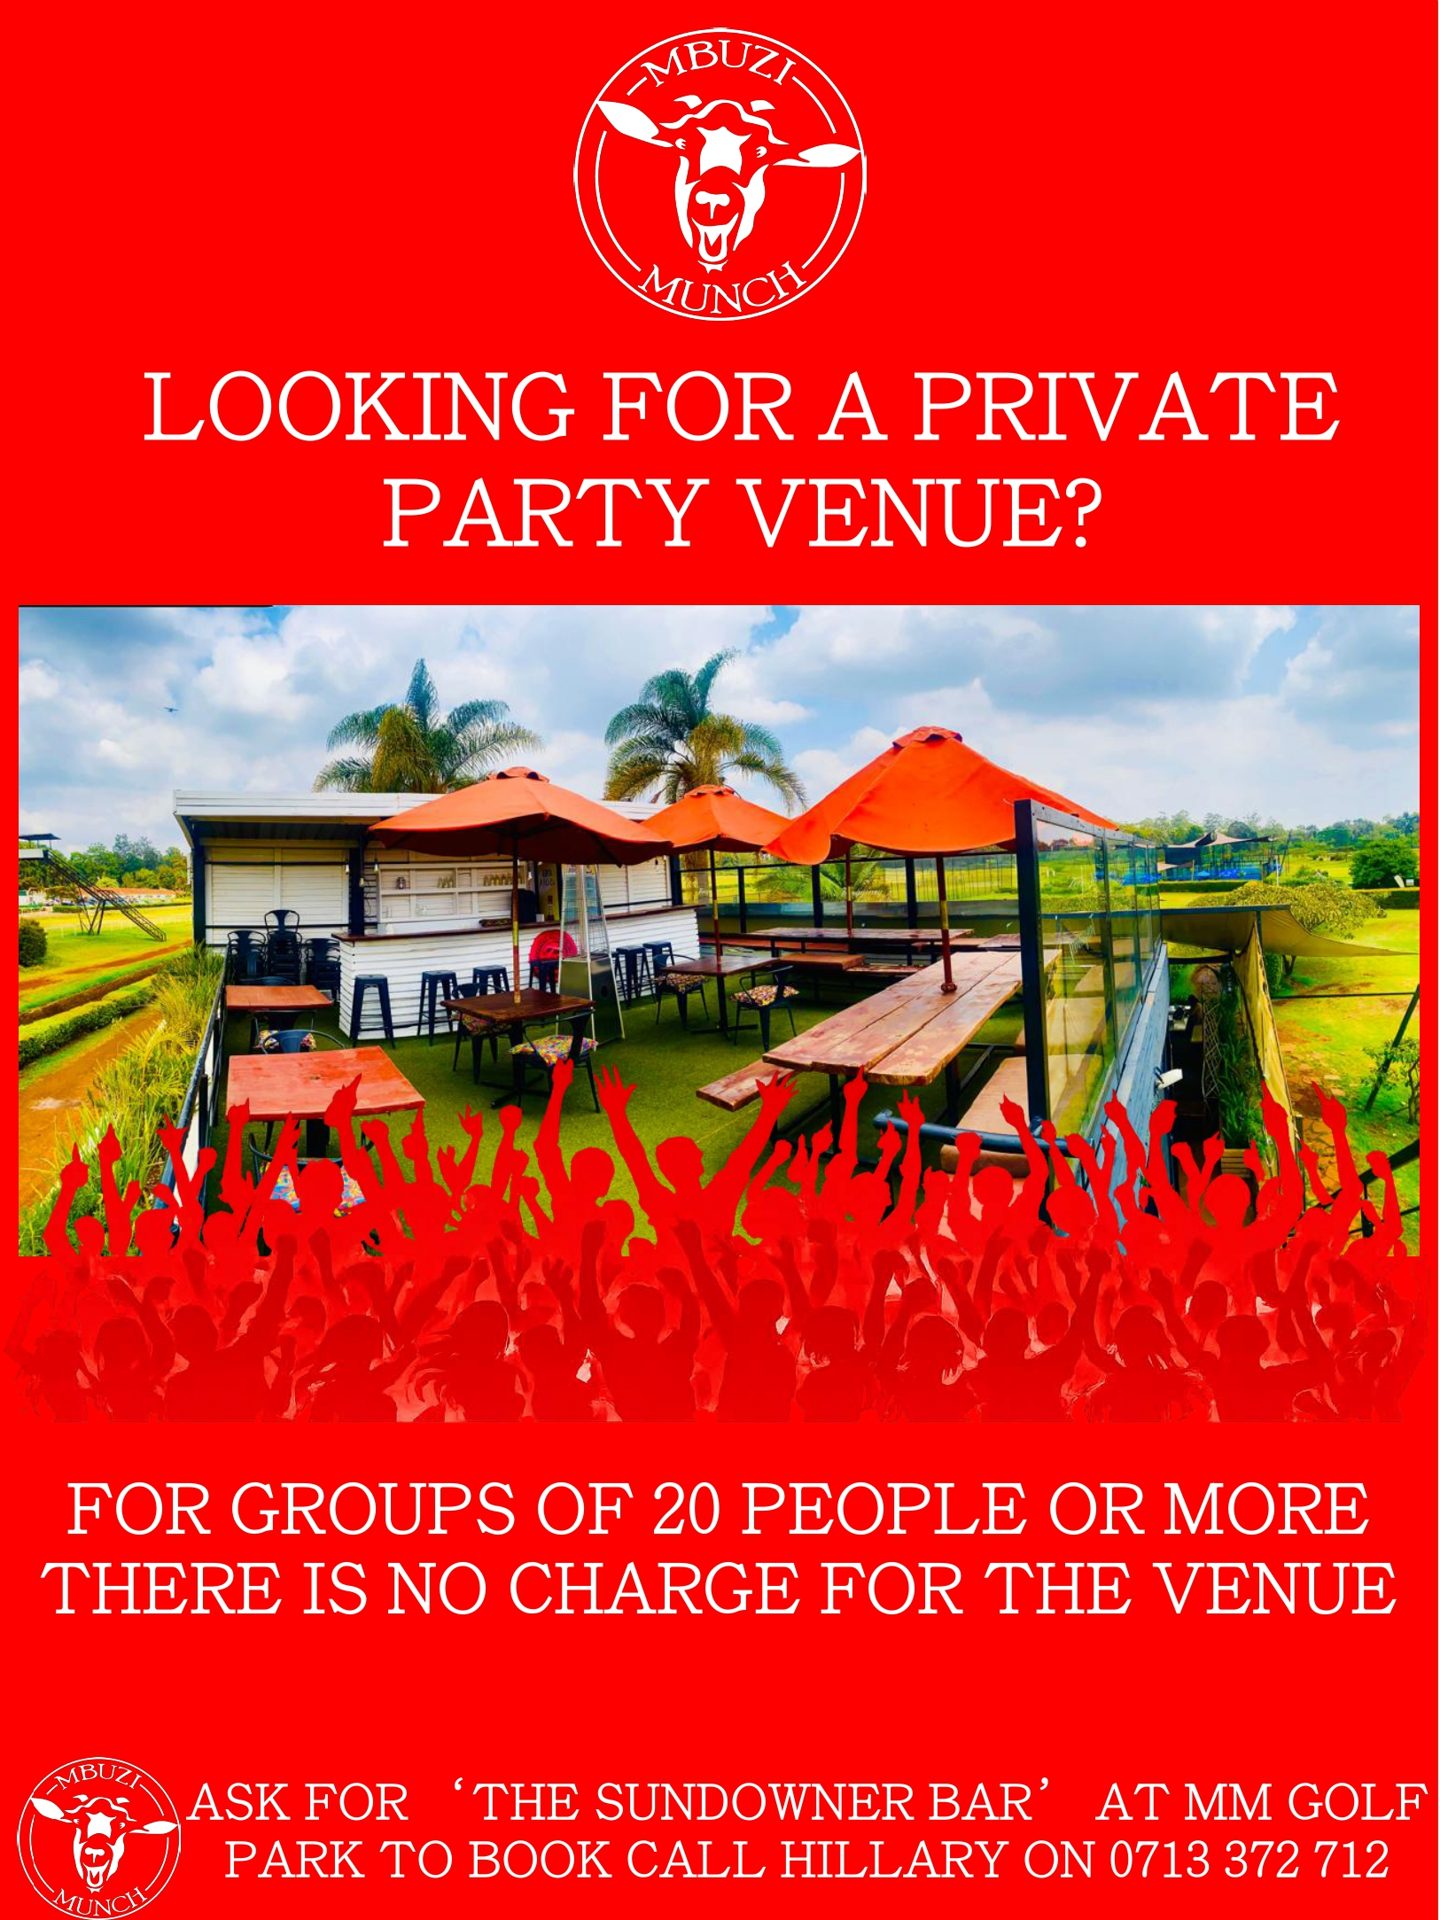 MBUZI
MUNCH
LOOKING FOR A PRIVATE
PARTY VENUE?
FOR GROUPS OF 20 PEOPLE OR MORE
THERE IS NO CHARGE FOR THE VENUE
MBUZI
MUNCH
ASK FOR ‘THE SUNDOWNER BAR’ AT MM GOLF
PARK TO BOOK CALL HILLARY ON 0713 372 712